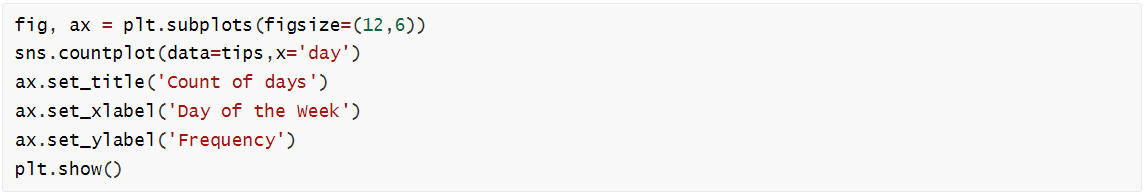 fig, ax = plt.subplots(figsize=(12,6))
sns.countplot(data=tips,x='day')
ax.set_title('Count of days')
ax.set_xlabel('Day of the Week')
ax.set_ylabel('Frequency')
plt.show()